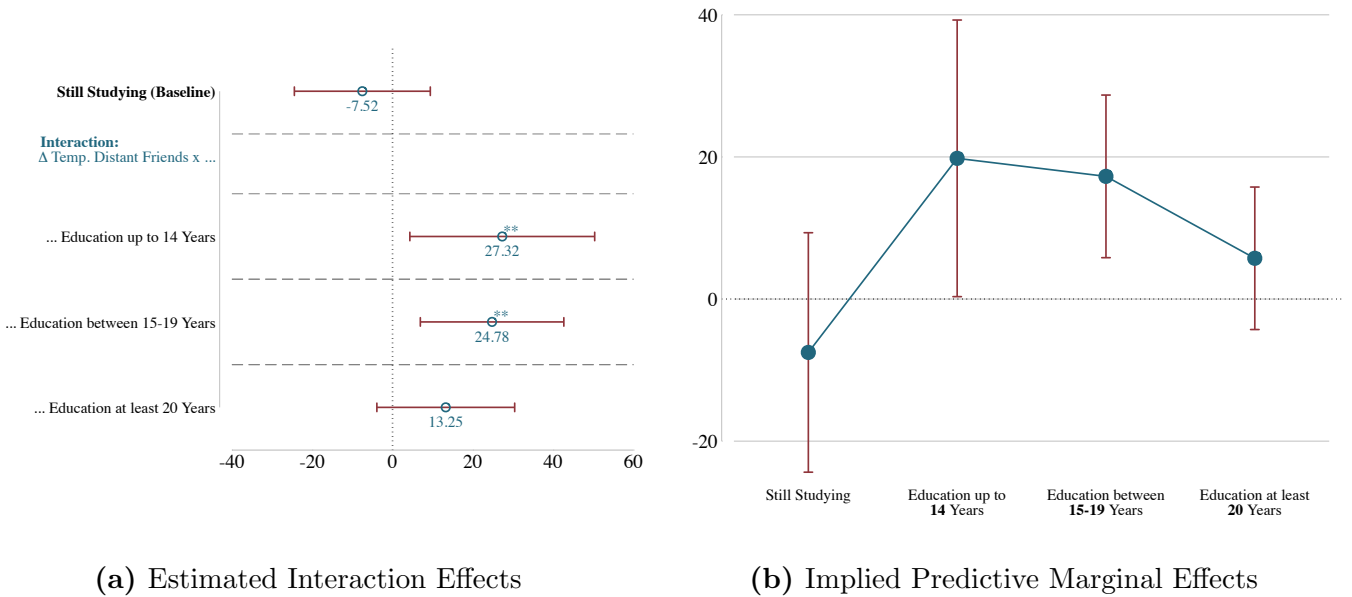 Still Studying (Baseline)
-7.52
Interaction:
Δ Temp. Distant Friends x ...
... Education up to 14 Years
**
27.32
... Education between 15-19 Years
**
24.78
... Education at least 20 Years
13.25
-40 -20 0 20 40 60
(a) Estimated Interaction Effects
40
20
0
-20
Still Studying Education up to Education between Education at least
14 Years 15-19 Years 20 Years
(b) Implied Predictive Marginal Effects